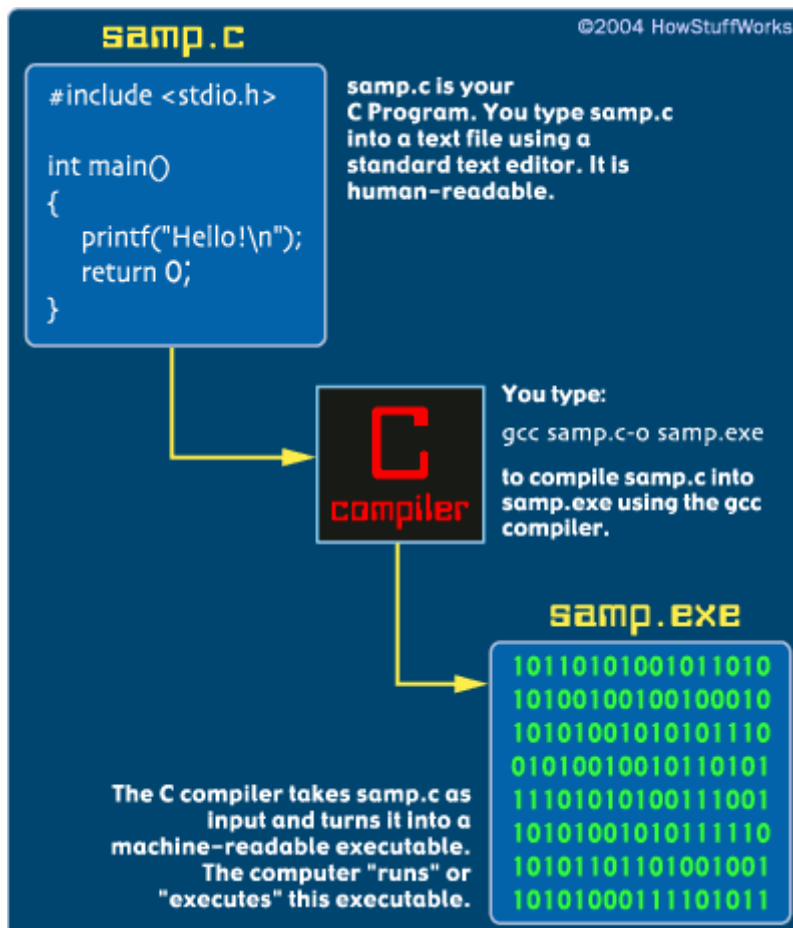 ©2004 HowStuffWorks
samp.c
#include <stdio.h>
int main()
{
printf("Hello!\n");
return 0;
}
samp.c is your
C Program. You type samp.c
into a text file using a
standard text editor. It is
human-readable.
C
compiler
You type:
gcc samp.c-o samp.exe
to compile samp.c into
samp.exe using the gcc
compiler.
samp.exe
10110101001011010
10100100100100010
10101001010101110
01010010010110101
11101010100111001
10101001010111110
10101101101001001
10101000111101011
The C compiler takes samp.c as
input and turns it into a
machine-readable executable.
The computer "runs" or
"executes" this executable.